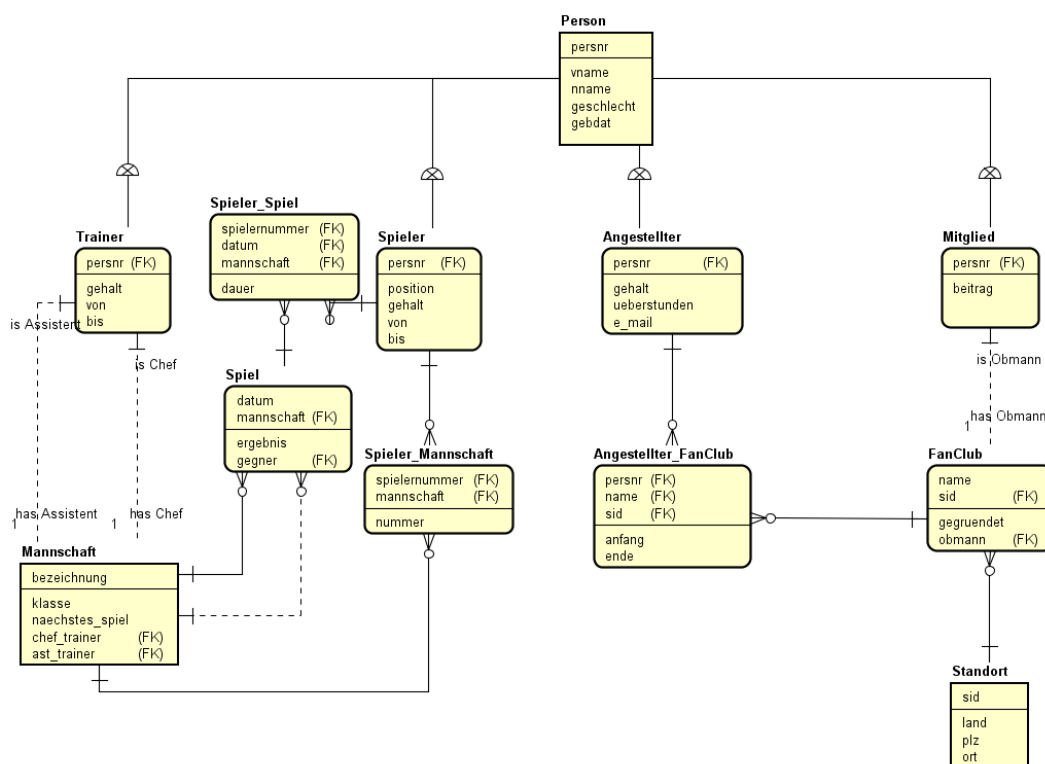 Person
persnr
vname
nname
geschlecht
gebdat
Spieler_Spiel
spielernummer (FK)
datum (FK)
mannschaft (FK)
dauer
Trainer
persnr (FK)
gehalt
von
bis
Spieler
persnr (FK)
position
gehalt
von
bis
Angestellter
persnr (FK)
gehalt
ueberstunden
e_mail
Mitglied
persnr (FK)
beitrag
is Assistent
is Chef
is Obmann
Spiel
datum
mannschaft (FK)
ergebnis
gegner (FK)
has Obmann
1
Spieler_Mannschaft
spielernummer (FK)
mannschaft (FK)
nummer
Angestellter_FanClub
persnr (FK)
name (FK)
sid (FK)
anfang
ende
FanClub
name
sid (FK)
gegruendet
obmann (FK)
has Assistent
1
has Chef
1
Mannschaft
bezeichnung
klasse
naechstes_spiel
chef_trainer (FK)
ast_trainer (FK)
Standort
sid
land
plz
ort